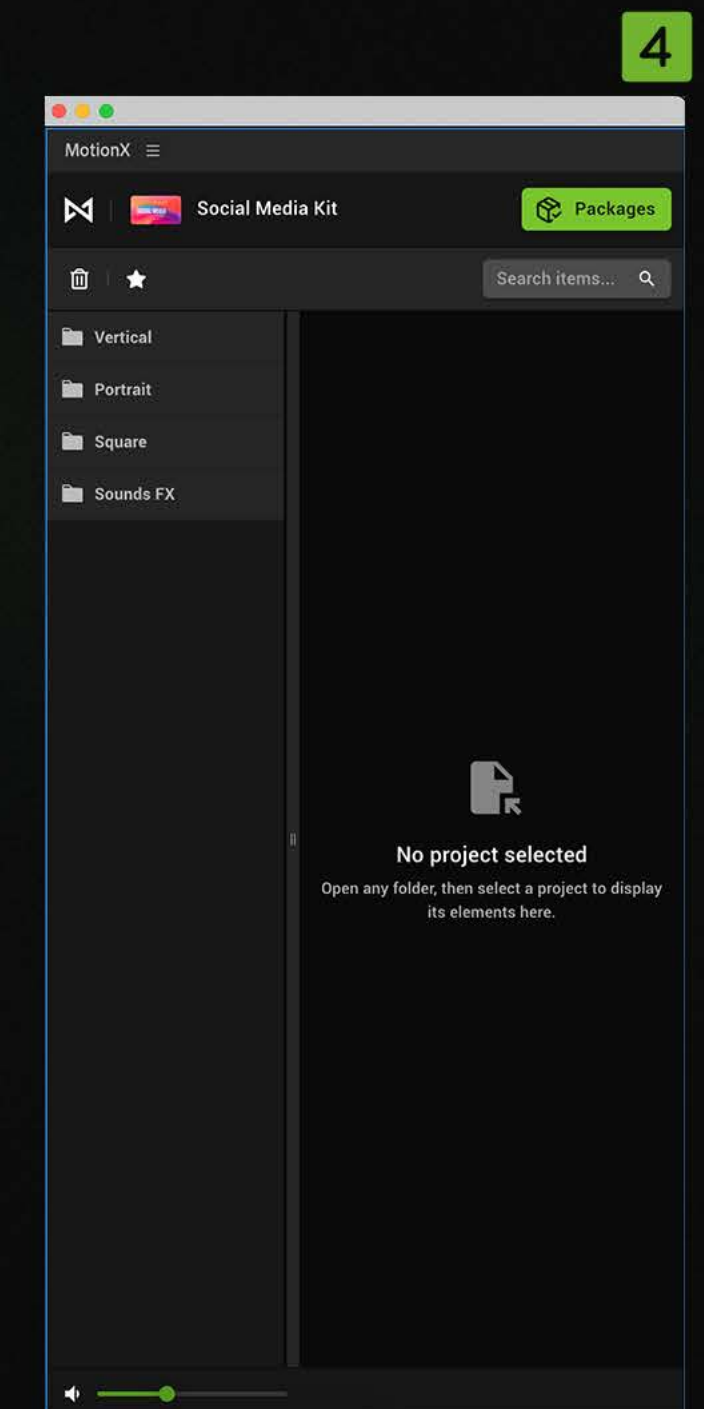 4
MotionX
Social Media Kit
Packages
Search items...
Vertical
Portrait
Square
Sounds FX
No project selected
Open any folder, then select a project to display
its elements here.